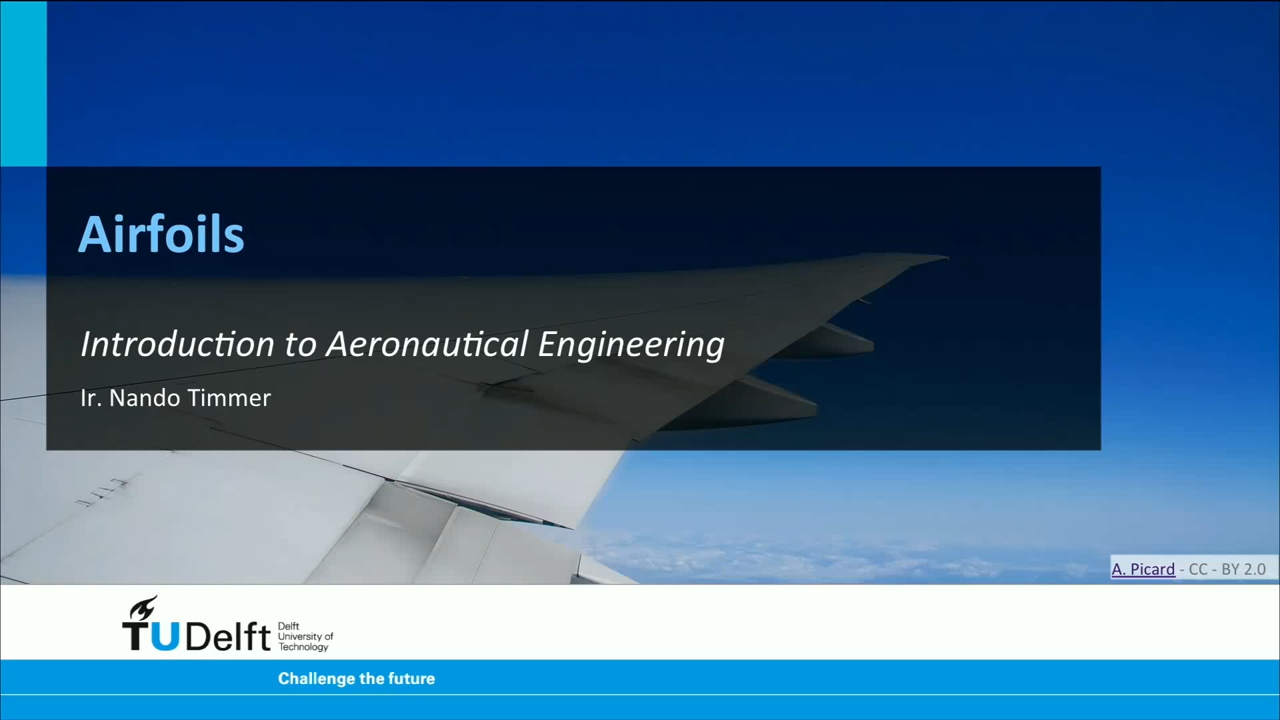 Airfoils
Introduction to Aeronautical Engineering
Ir. Nando Timmer
A. Picard - CC - BY 2.0
TUDelft
Delft
University of
Technology
Challenge the future